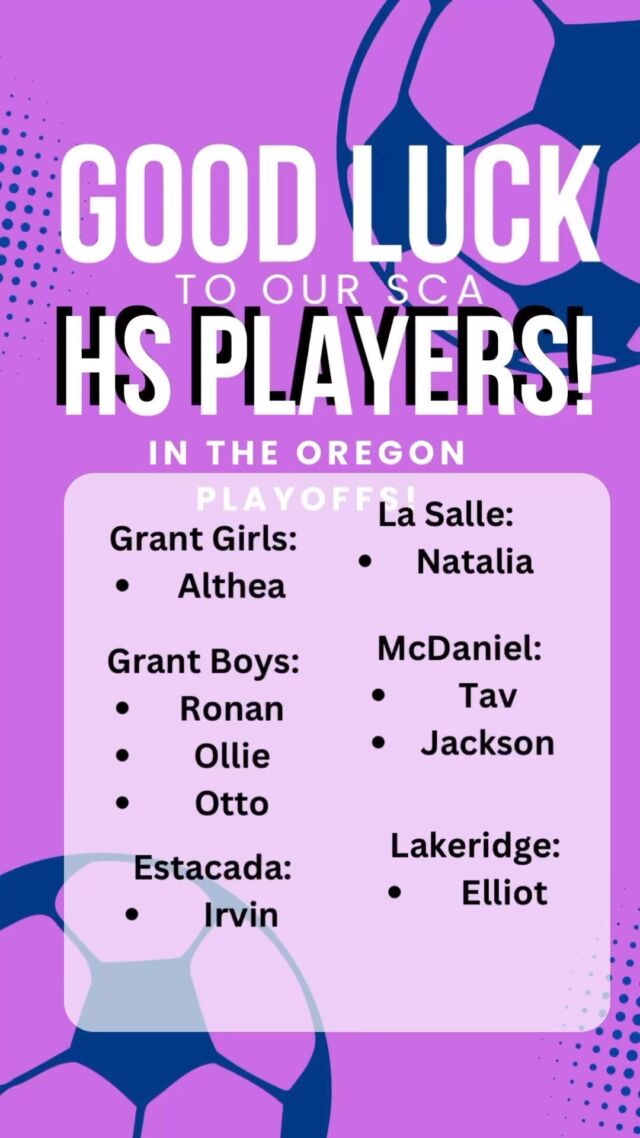 GOOD LUCK
TO OUR SCA
HS PLAYERS!
IN THE OREGON
PLAYOFFS!
Grant Girls:
• Althea
Grant Boys:
• Ronan
• Ollie
• Otto
Estacada:
• Irvin
La Salle:
• Natalia
McDaniel:
• Tav
• Jackson
Lakeridge:
• Elliot